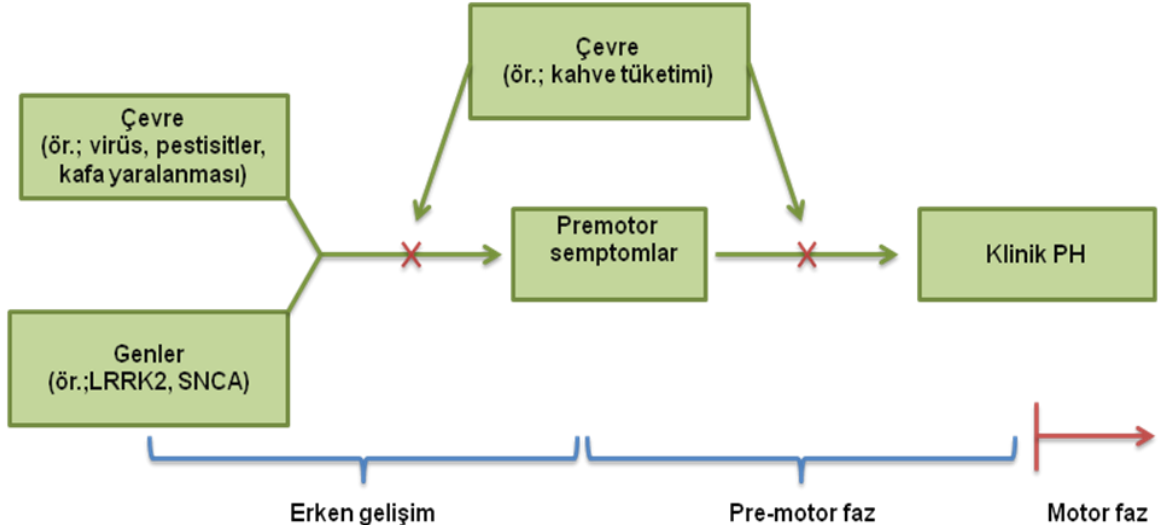 Çevre
(ör.; kahve tüketimi)
Çevre
(ör.; virüs, pestisitler,
kafa yaralanması)
Premotor
semptomlar
Klinik PH
Genler
(ör.;LRRK2, SNCA)
Erken gelişim
Pre-motor faz
Motor faz